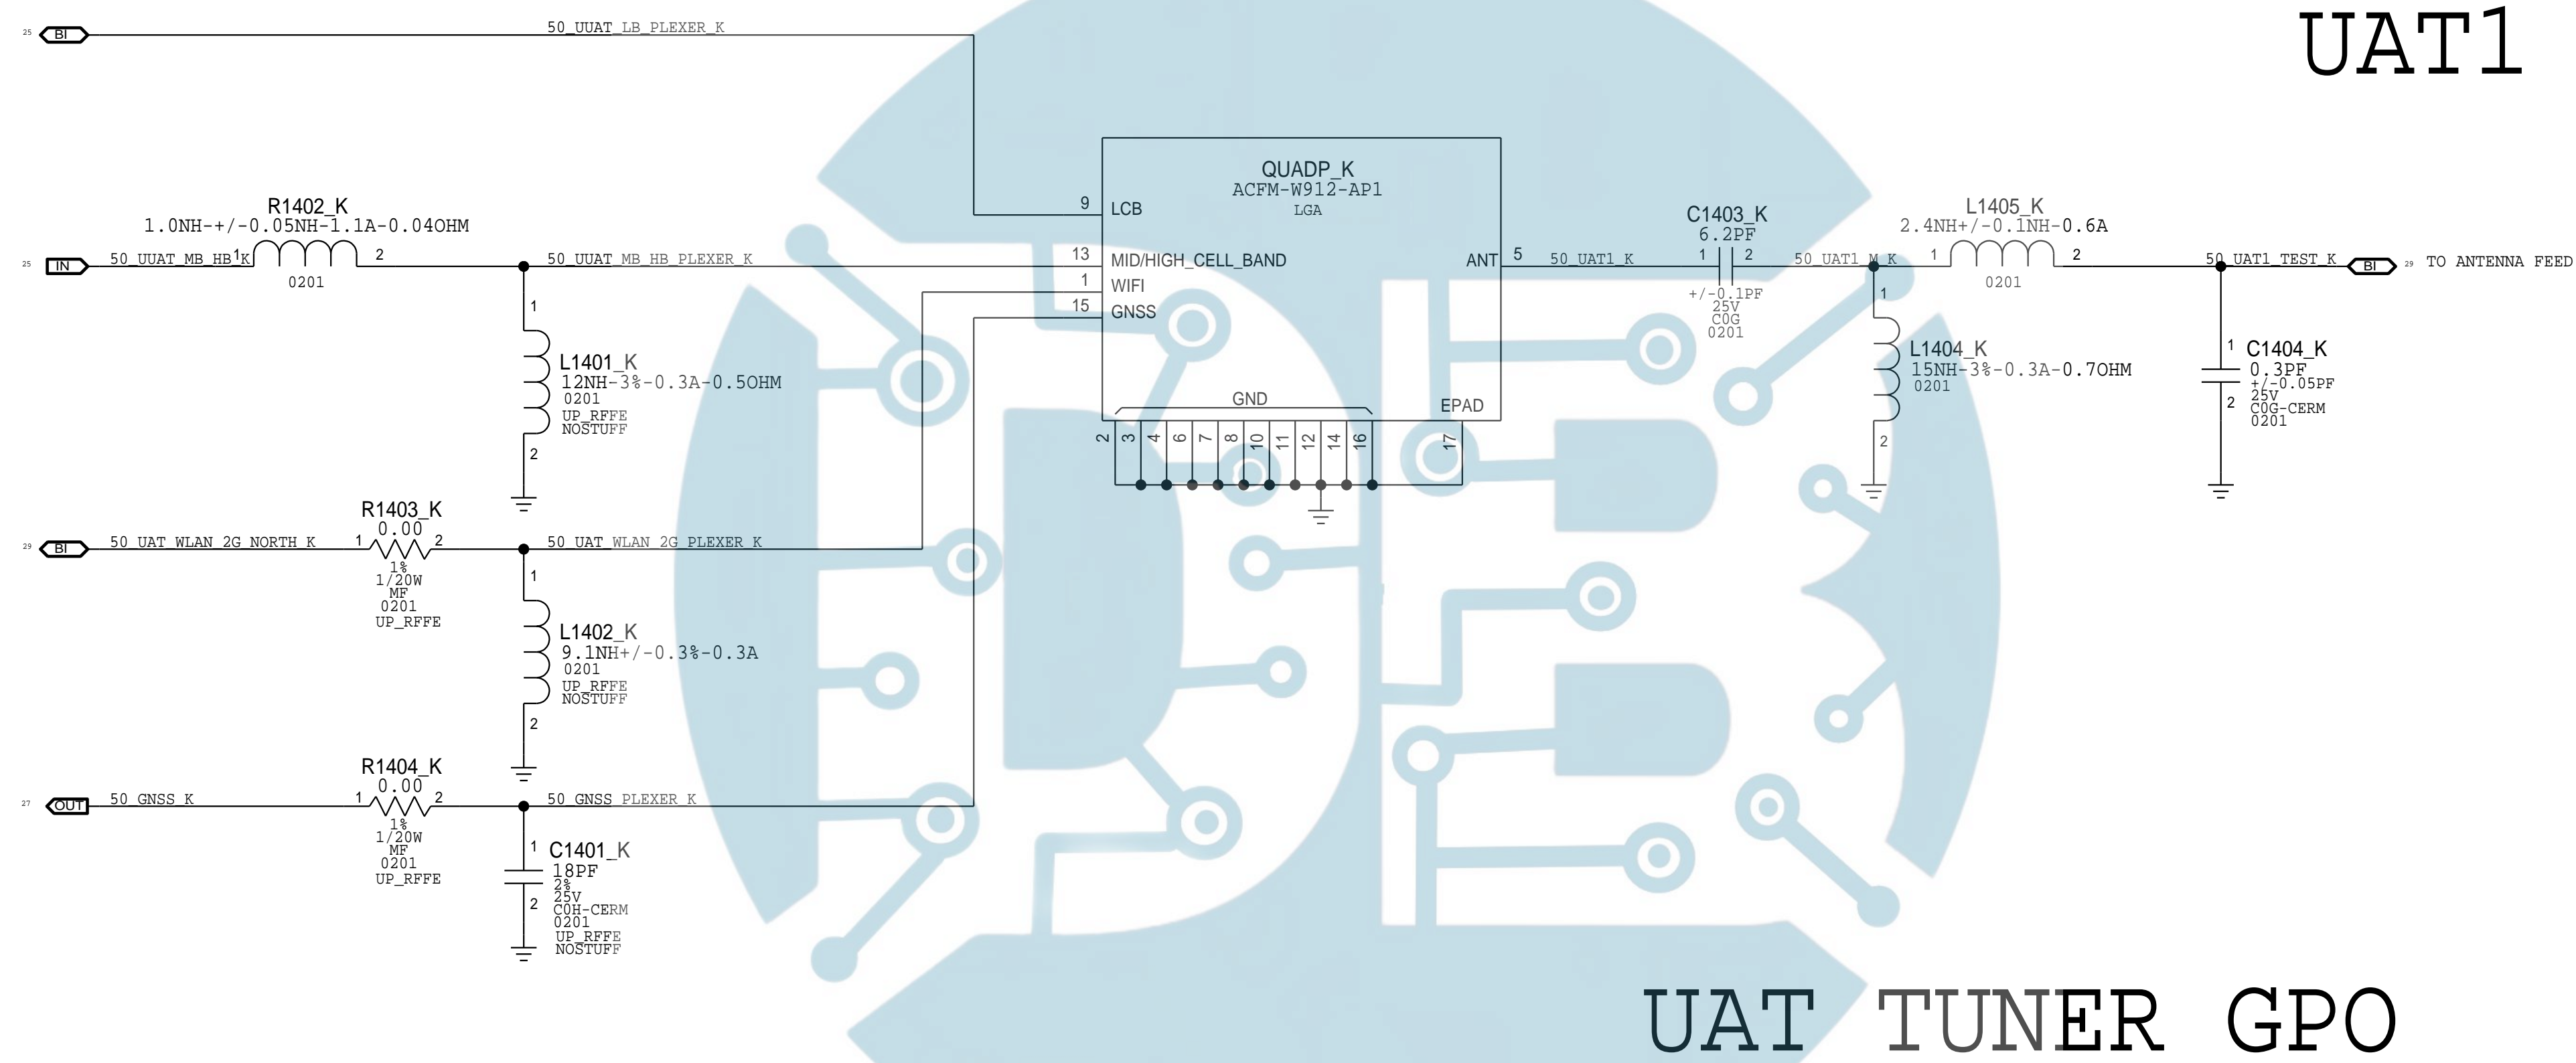 UAT1
25 BI 50_UUAT_LB_PLEXER_K
QUADP_K
ACFM-W912-AP1
LGA
9 LCB
13 MID/HIGH_CELL_BAND
1 WIFI
15 GNSS
ANT 5
GND
EPAD
2 3 4 6 7 8 9 10 11 12 14 16 17
R1402_K
1.0NH-+/-0.05NH-1.1A-0.04OHM
25 IN 50_UUAT_MB_HB_K 1 2 50_UUAT_MB_HB_PLEXER_K
0201
1
L1401_K
12NH-3%-0.3A-0.5OHM
0201
UP_RFFE
NOSTUFF
2
50_UAT1_K
C1403_K
6.2PF
1 2
+/-0.1PF
25V
C0G
0201
50_UAT1_M_K
L1405_K
2.4NH+/-0.1NH-0.6A
1 2
0201
50_UAT1_TEST_K BI 29 TO ANTENNA FEED
1
L1404_K
15NH-3%-0.3A-0.7OHM
0201
2
1 C1404_K
0.3PF
+/-0.05PF
25V
2 C0G-CERM
0201
R1403_K
0.00
29 BI 50_UAT_WLAN_2G_NORTH_K 1 2 50_UAT_WLAN_2G_PLEXER_K
1%
1/20W
MF
0201
UP_RFFE
1
L1402_K
9.1NH+/-0.3%-0.3A
0201
UP_RFFE
NOSTUFF
2
R1404_K
0.00
27 OUT 50_GNSS_K 1 2 50_GNSS_PLEXER_K
1%
1/20W
MF
0201
UP_RFFE
1 C1401_K
18PF
2%
25V
2 C0H-CERM
0201
UP_RFFE
NOSTUFF
UAT TUNER GPO